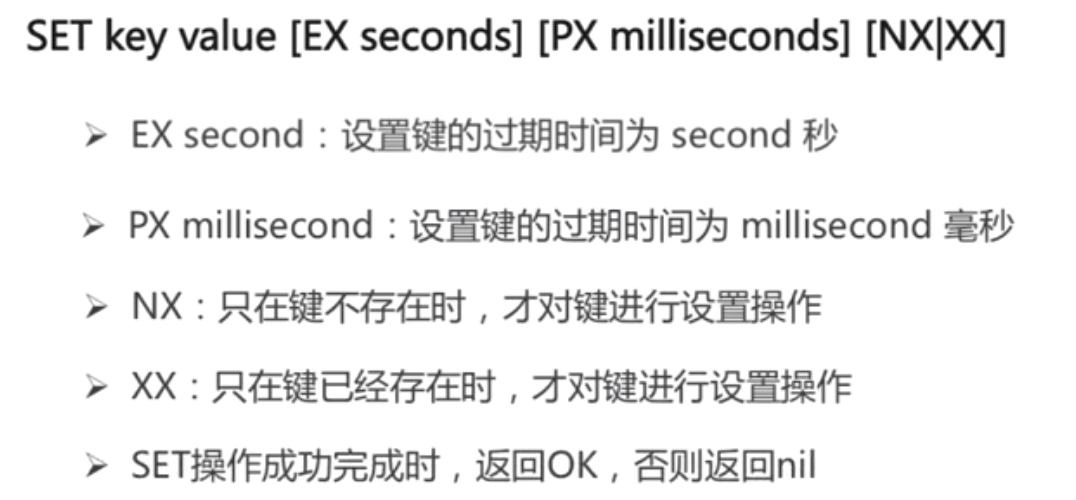 SET key value [EX seconds] [PX milliseconds] [NX|XX]
➢ EX second：设置键的过期时间为 second 秒
➢ PX millisecond：设置键的过期时间为 millisecond 毫秒
➢ NX：只在键不存在时，才对键进行设置操作
➢ XX：只在键已经存在时，才对键进行设置操作
➢ SET操作成功完成时，返回OK，否则返回nil